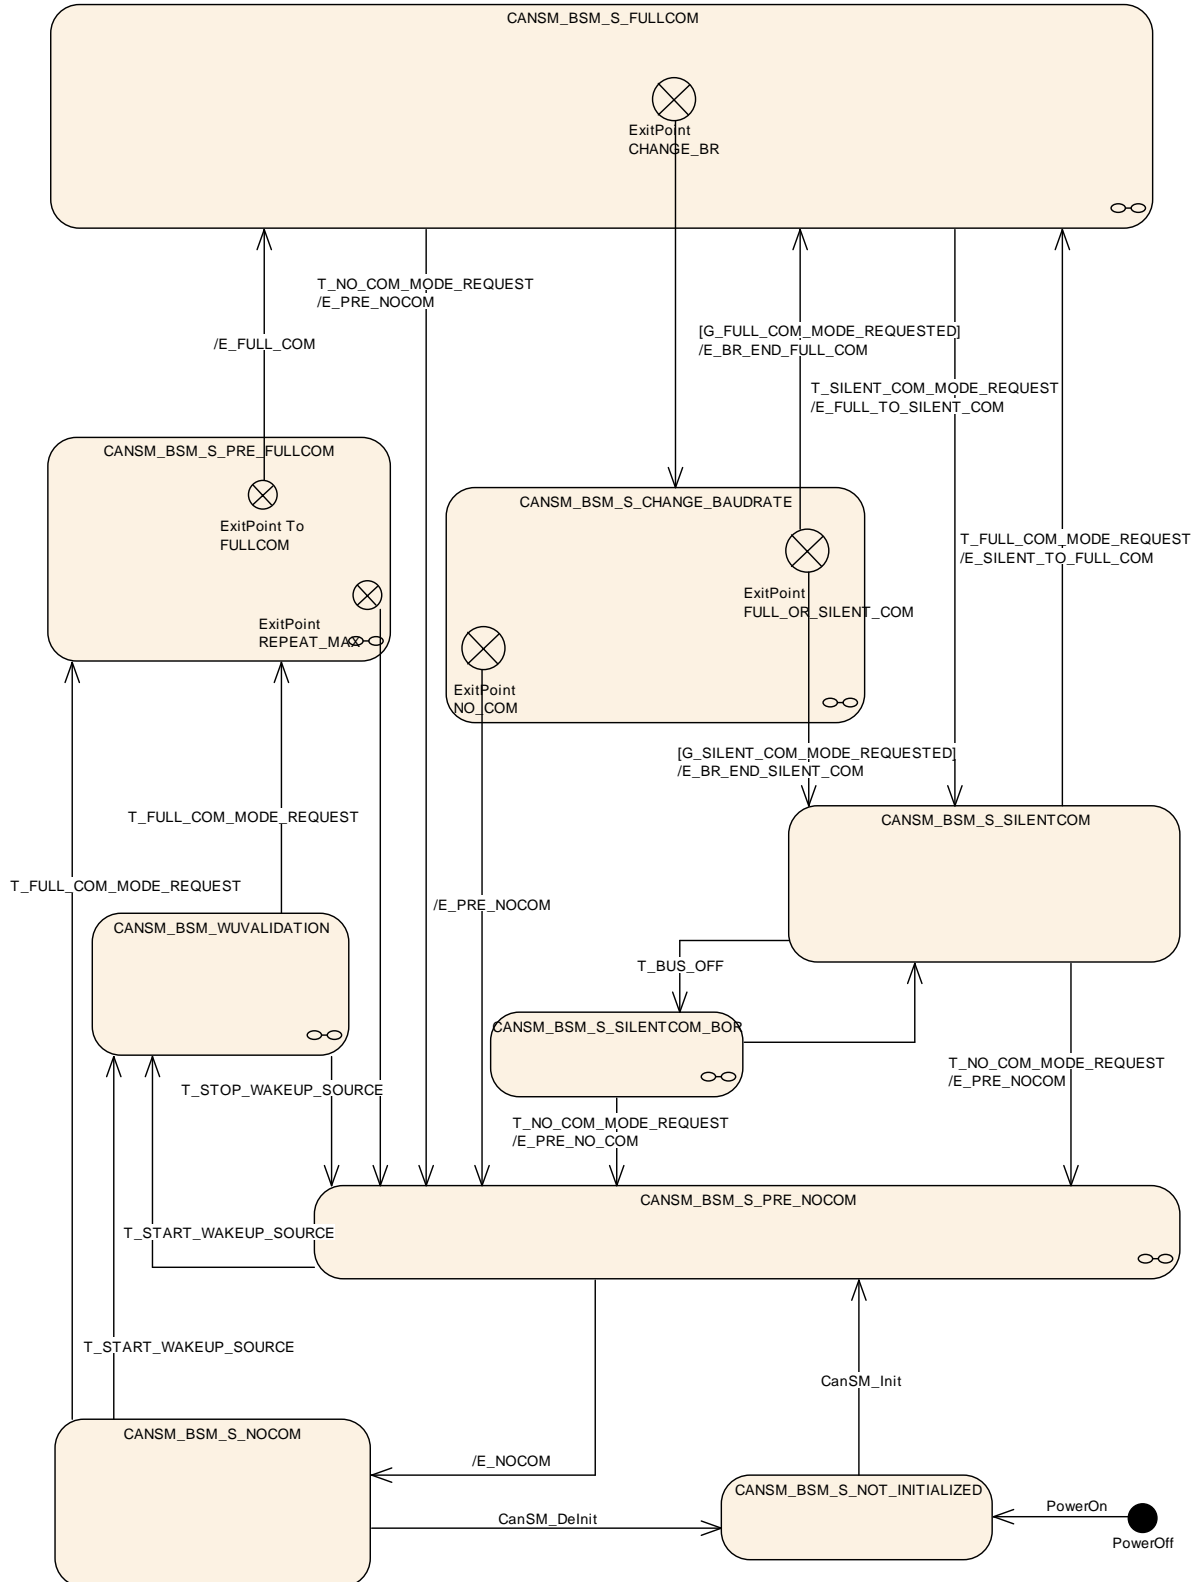 CANSM_BSM_S_FULLCOM
ExitPoint
CHANGE_BR
T_NO_COM_MODE_REQUEST
/E_PRE_NOCOM
/E_FULL_COM
[G_FULL_COM_MODE_REQUESTED]
/E_BR_END_FULL_COM
T_SILENT_COM_MODE_REQUEST
/E_FULL_TO_SILENT_COM
CANSM_BSM_S_PRE_FULLCOM
ExitPoint To
FULLCOM
ExitPoint
REPEAT_MAX
CANSM_BSM_S_CHANGE_BAUDRATE
ExitPoint
FULL_OR_SILENT_COM
ExitPoint
NO_COM
T_FULL_COM_MODE_REQUEST
/E_SILENT_TO_FULL_COM
[G_SILENT_COM_MODE_REQUESTED]
/E_BR_END_SILENT_COM
T_FULL_COM_MODE_REQUEST
CANSM_BSM_S_SILENTCOM
T_FULL_COM_MODE_REQUEST
/E_PRE_NOCOM
CANSM_BSM_WUVALIDATION
T_BUS_OFF
CANSM_BSM_S_SILENTCOM_BOR
T_NO_COM_MODE_REQUEST
/E_PRE_NOCOM
T_STOP_WAKEUP_SOURCE
T_NO_COM_MODE_REQUEST
/E_PRE_NO_COM
CANSM_BSM_S_PRE_NOCOM
T_START_WAKEUP_SOURCE
T_START_WAKEUP_SOURCE
CanSM_Init
CANSM_BSM_S_NOCOM
/E_NOCOM
CANSM_BSM_S_NOT_INITIALIZED
CanSM_DeInit
PowerOn
PowerOff